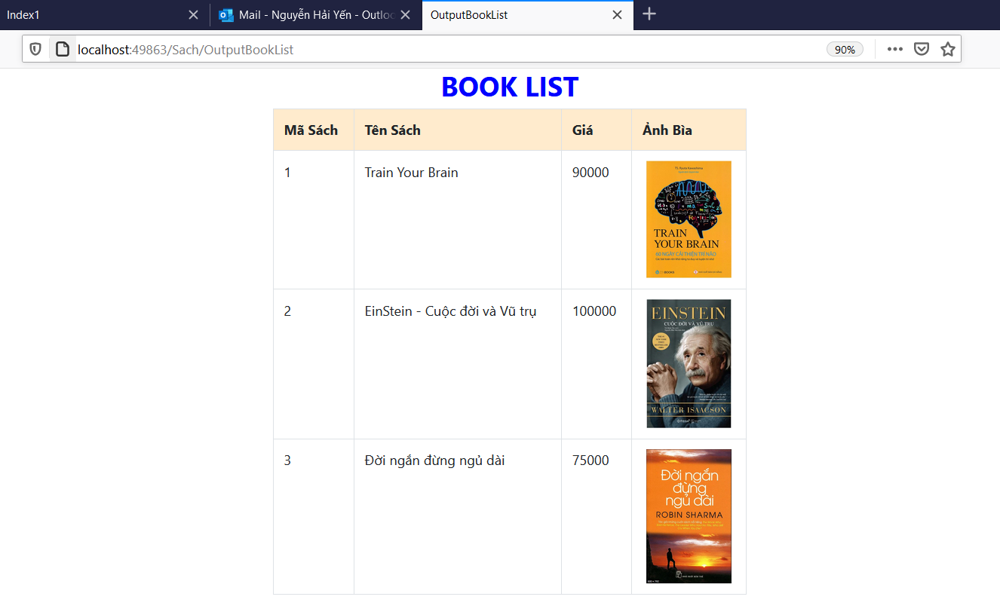 Index1
Mail - Nguyễn Hải Yến - Outloo
OutputBookList
localhost:49863/Sach/OutputBookList
90%
BOOK LIST
Mã Sách Tên Sách Giá Ảnh Bìa
1 Train Your Brain 90000
TRAIN
YOUR BRAIN
60 NGÀY CẢI THIỆN TRÍ NÃO
2 EinStein - Cuộc đời và Vũ trụ 100000
EINSTEIN
CUỘC ĐỜI VÀ VŨ TRỤ
WALTER ISAACSON
3 Đời ngắn đừng ngủ dài 75000
Đời ngắn
đừng
ngủ dài
ROBIN SHARMA